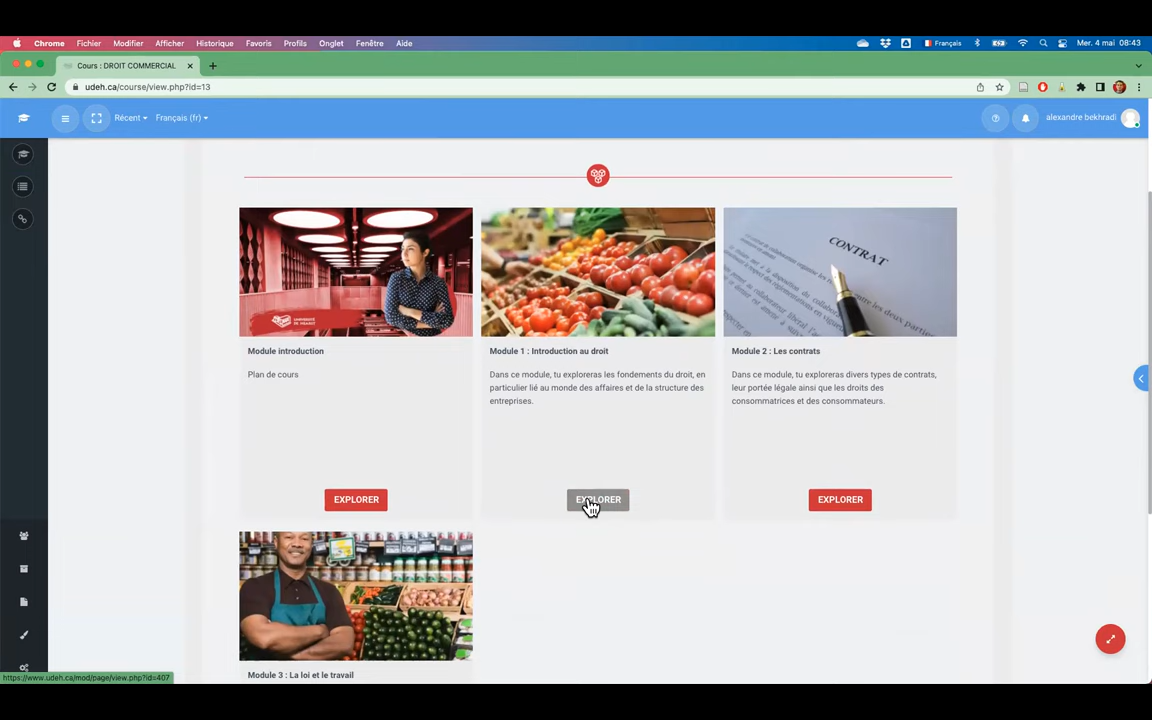 Chrome Fichier Modifier Afficher Historique Favoris Profils Onglet Fenêtre Aide Français Mer. 4 mai 08:43
Cours : DROIT COMMERCIAL
udeh.ca/course/view.php?id=13
Récent Français (fr) alexandre bekhradi
CONTRAT
Module introduction
Plan de cours
EXPLORER
Module 1 : Introduction au droit
Dans ce module, tu exploreras les fondements du droit, en
particulier lié au monde des affaires et de la structure des
entreprises.
EXPLORER
Module 2 : Les contrats
Dans ce module, tu exploreras divers types de contrats,
leur portée légale ainsi que les droits des
consommatrices et des consommateurs.
EXPLORER
Module 3 : La loi et le travail
https://www.udeh.ca/mod/page/view.php?id=407